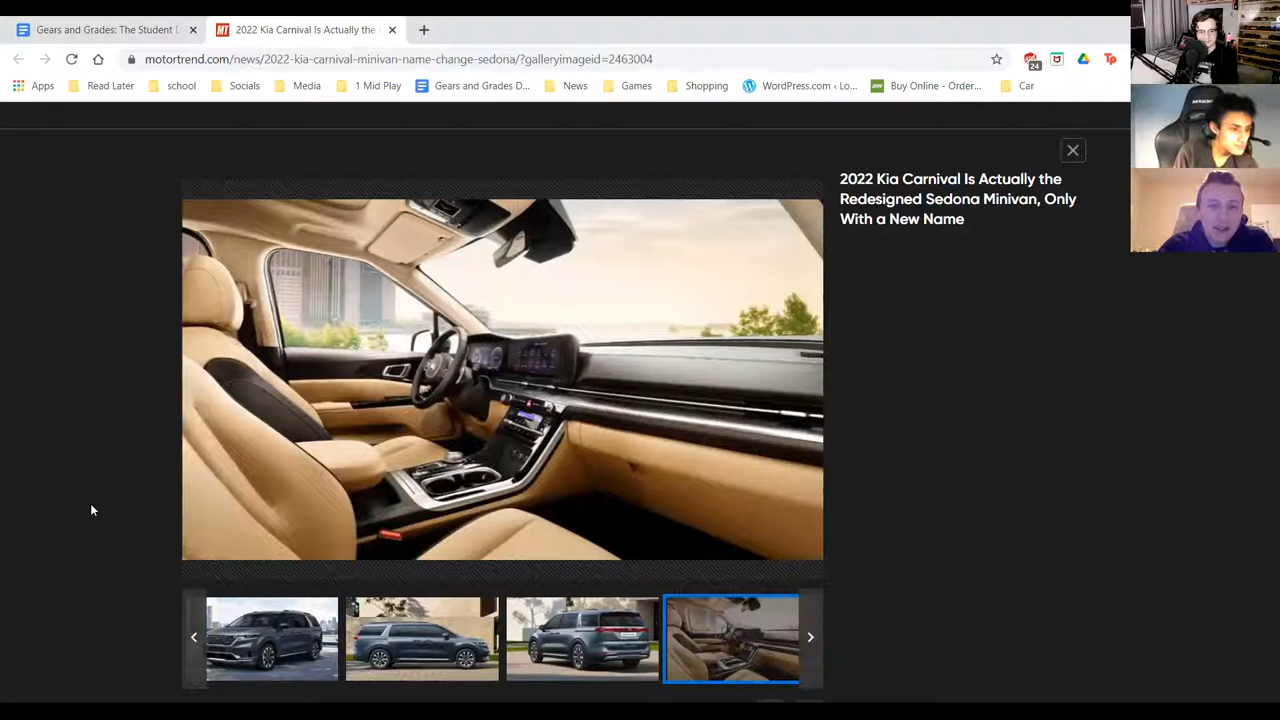 Gears and Grades: The Student D
2022 Kia Carnival Is Actually the
motortrend.com/news/2022-kia-carnival-minivan-name-change-sedona/?galleryimageid=2463004
24
Tp
Apps
Read Later
school
Socials
Media
1 Mid Play
Gears and Grades D...
News
Games
Shopping
WordPress.com ‹ Lo...
Buy Online - Order...
Car
2022 Kia Carnival Is Actually the
Redesigned Sedona Minivan, Only
With a New Name